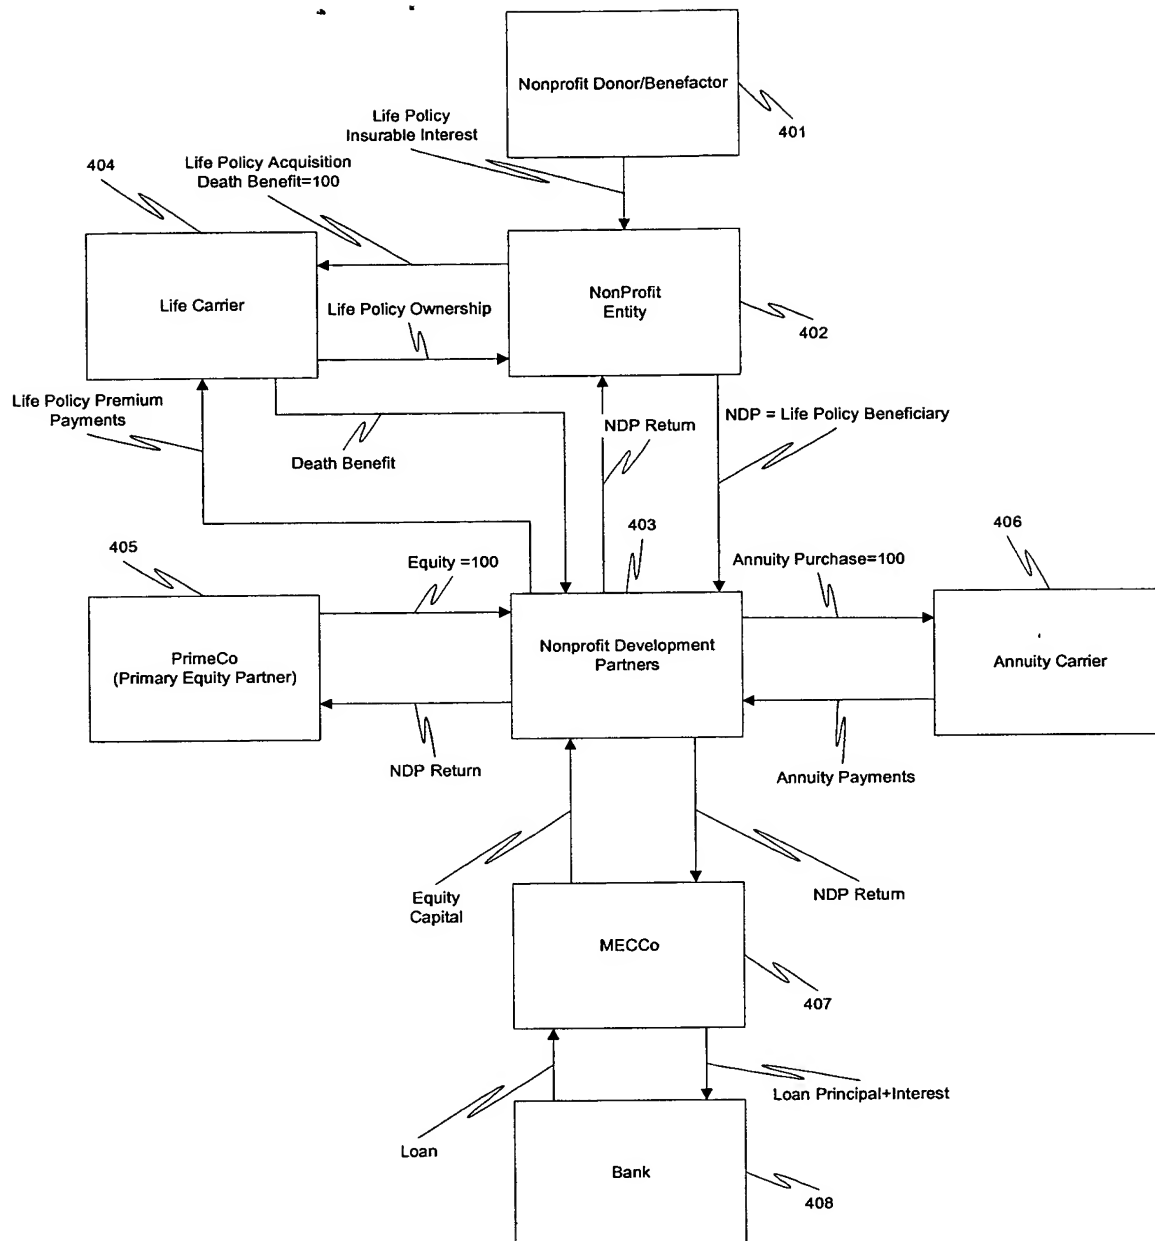 Nonprofit Donor/Benefactor
401
Life Policy
Insurable Interest
404
Life Policy Acquisition
Death Benefit=100
Life Carrier
NonProfit
Entity
402
Life Policy Ownership
Life Policy Premium
Payments
NDP Return
NDP = Life Policy Beneficiary
Death Benefit
405
Equity =100
403
Annuity Purchase=100
406
PrimeCo
(Primary Equity Partner)
Nonprofit Development
Partners
Annuity Carrier
NDP Return
Annuity Payments
Equity
Capital
NDP Return
MECCo
407
Loan
Loan Principal+Interest
Bank
408